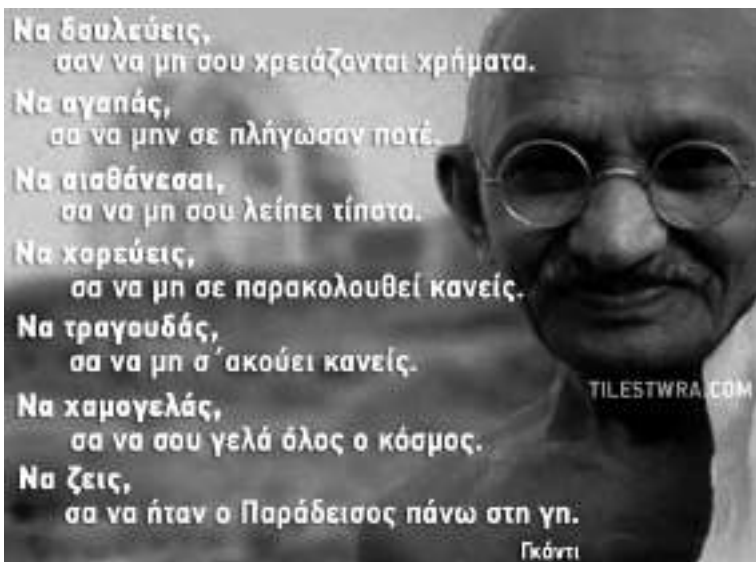 Να δουλεύεις,
σαν να μη σου χρειάζονται χρήματα.
Να αγαπάς,
σα να μην σε πλήγωσαν ποτέ.
Να αισθάνεσαι,
σα να μη σου λείπει τίποτα.
Να χορεύεις,
σα να μη σε παρακολουθεί κανείς.
Να τραγουδάς,
σα να μη σ΄ακούει κανείς.
TILESTWRA.COM
Να χαμογελάς,
σα να σου γελά όλος ο κόσμος.
Να ζεις,
σα να ήταν ο Παράδεισος πάνω στη γη.
Γκάντι